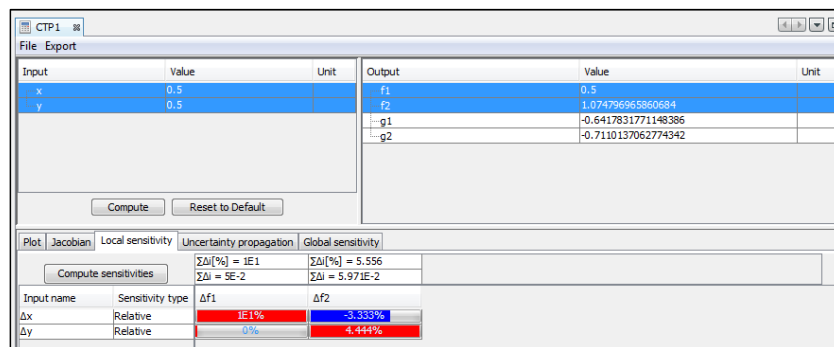 CTP1
File Export
Input Value Unit
x 0.5
y 0.5
Output Value Unit
f1 0.5
f2 1.074796965860684
g1 -0.6417831771148386
g2 -0.7110137062774342
Compute Reset to Default
Plot Jacobian Local sensitivity Uncertainty propagation Global sensitivity
Compute sensitivities
ΣΔi[%] = 1E1 ΣΔi[%] = 5.556
ΣΔi = 5E-2 ΣΔi = 5.971E-2
Input name Sensitivity type Δf1 Δf2
Δx Relative 1E1% -3.333%
Δy Relative 0% 4.444%